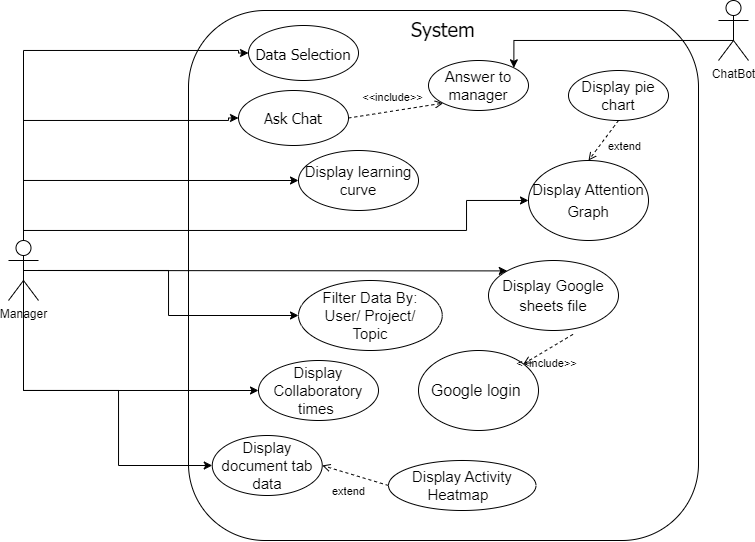 System
ChatBot
Data Selection
Answer to
manager
<<include>>
Display pie
chart
Ask Chat
extend
Display learning
curve
Display Attention
Graph
Manager
Display Google
sheets file
Filter Data By:
User/ Project/
Topic
<<include>>
Display
Collaboratory
times
Google login
Display
document tab
data
extend
Display Activity
Heatmap